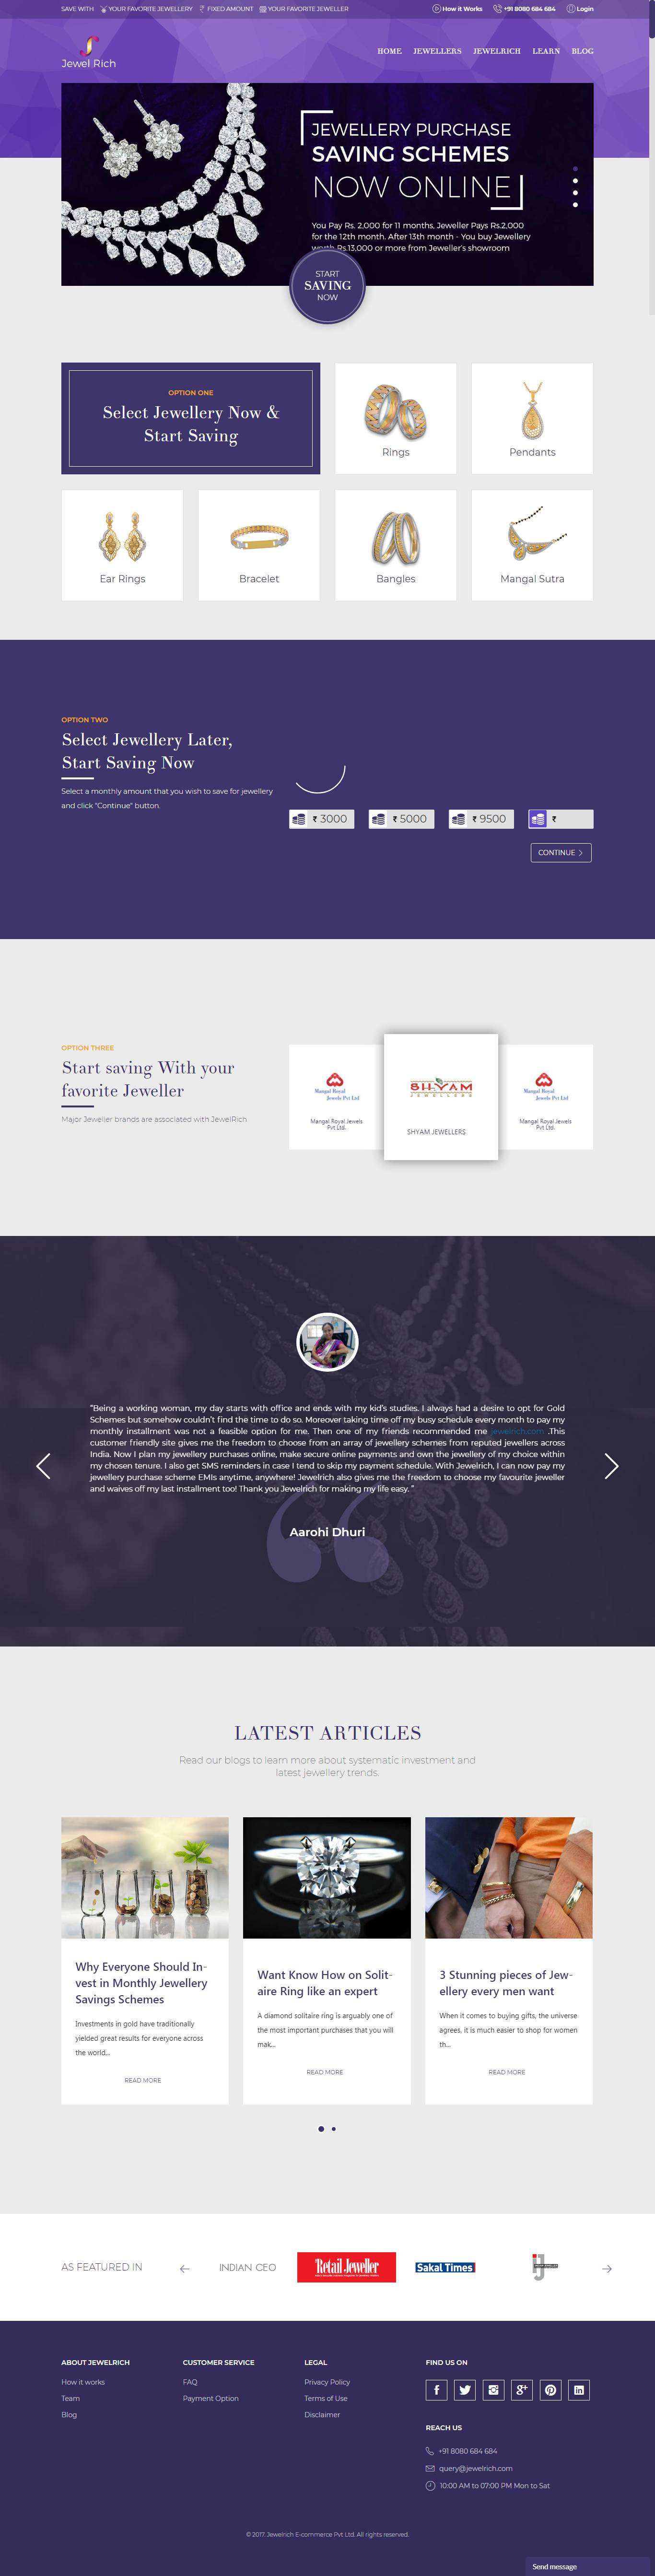 SAVE WITH YOUR FAVORITE JEWELLERY FIXED AMOUNT YOUR FAVORITE JEWELLER
How it Works +91 8080 684 684 Login
Jewel Rich
HOME JEWELLERS JEWELRICH LEARN BLOG
JEWELLERY PURCHASE
SAVING SCHEMES
NOW ONLINE
You Pay Rs. 2,000 for 11 months, Jeweller Pays Rs.2,000
for the 12th month. After 13th month - You buy Jewellery
worth Rs.13,000 or more from Jeweller's showroom
START
SAVING
NOW
OPTION ONE
Select Jewellery Now &
Start Saving
Rings
Pendants
Ear Rings
Bracelet
Bangles
Mangal Sutra
OPTION TWO
Select Jewellery Later,
Start Saving Now
Select a monthly amount that you wish to save for jewellery
and click "Continue" button.
₹ 3000
₹ 5000
₹ 9500
₹
CONTINUE
OPTION THREE
Start saving With your
favorite Jeweller
Major Jeweller brands are associated with JewelRich
Mangal Royal
Jewels Pvt Ltd
Mangal Royal Jewels
Pvt Ltd.
SHYAM
JEWELLERS
SHYAM JEWELLERS
Mangal Royal
Jewels Pvt Ltd
Mangal Royal Jewels
Pvt Ltd.
"Being a working woman, my day starts with office and ends with my kid's studies. I always had a desire to opt for Gold
Schemes but somehow couldn't find the time to do so. Moreover taking time off my busy schedule every month to pay my
monthly installment was not a feasible option for me. Then one of my friends recommended me jewelrich.com .This
customer friendly site gives me the freedom to choose from an array of jewellery schemes from reputed jewellers across
India. Now I plan my jewellery purchases online, make secure online payments and own the jewellery of my choice within
my chosen means. I also get SMS reminders in case I tend to skip my payment schedule. With Jewelrich, I can now pay my
jewellery purchase scheme EMIs anytime, anywhere! Jewelrich also gives me the freedom to choose my favourite jeweller
and waives off my last installment too! Thank you Jewelrich for making my life easy. "
Aarohi Dhuri
LATEST ARTICLES
Read our blogs to learn more about systematic investment and
latest jewellery trends.
Why Everyone Should In-
vest in Monthly Jewellery
Savings Schemes
Investments in gold have traditionally
yielded great results for everyone across
the world...
READ MORE
Want Know How on Solit-
aire Ring like an expert
A diamond solitaire ring is arguably one of
the most important purchases that you will
mak...
READ MORE
3 Stunning pieces of Jew-
ellery every men want
When it comes to buying gifts, the universe
agrees, it is much easier to shop for women
th...
READ MORE
AS FEATURED IN
INDIAN CEO
Retail Jeweller
Sakal Times
ij
ABOUT JEWELRICH
How it works
Team
Blog
CUSTOMER SERVICE
FAQ
Payment Option
LEGAL
Privacy Policy
Terms of Use
Disclaimer
FIND US ON
REACH US
+91 8080 684 684
query@jewelrich.com
10:00 AM to 07:00 PM Mon to Sat
© 2017. Jewelrich E-commerce Pvt Ltd. All rights reserved.
Send message